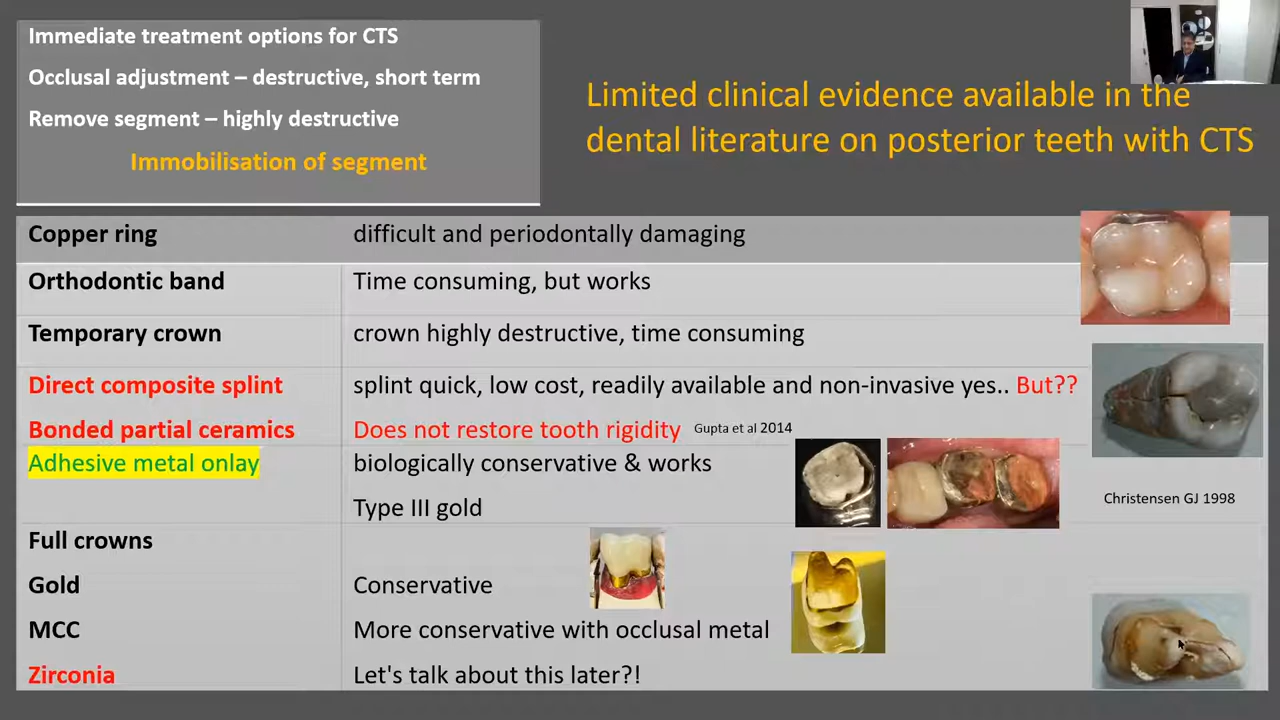 Immediate treatment options for CTS
Occlusal adjustment – destructive, short term
Remove segment – highly destructive
Immobilisation of segment
Limited clinical evidence available in the
dental literature on posterior teeth with CTS
Copper ring difficult and periodontally damaging
Orthodontic band Time consuming, but works
Temporary crown crown highly destructive, time consuming
Direct composite splint splint quick, low cost, readily available and non-invasive yes.. But??
Bonded partial ceramics Does not restore tooth rigidity Gupta et al 2014
Adhesive metal onlay biologically conservative & works
Type III gold
Christensen GJ 1998
Full crowns
Gold Conservative
MCC More conservative with occlusal metal
Zirconia Let's talk about this later?!